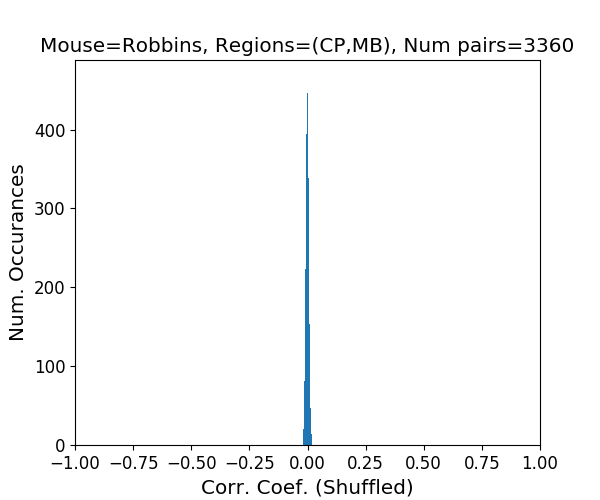 Mouse=Robbins, Regions=(CP,MB), Num pairs=3360
Num. Occurances
400
300
200
100
0
−1.00 −0.75 −0.50 −0.25 0.00 0.25 0.50 0.75 1.00
Corr. Coef. (Shuffled)